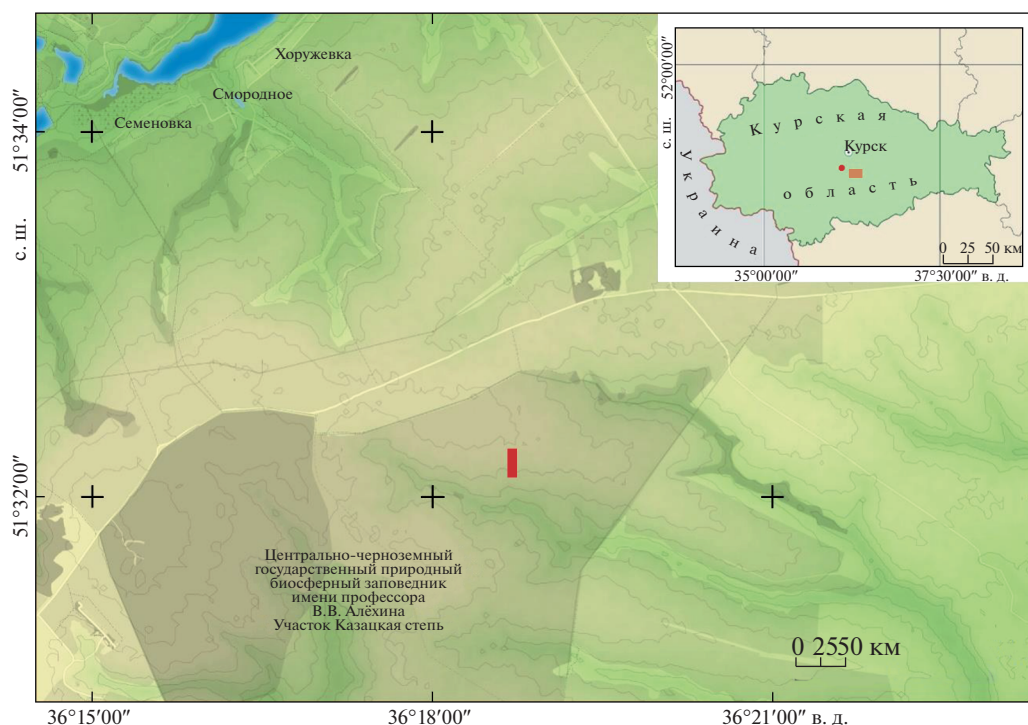 Хоружевка
Смородное
Семеновка
51°34′00″
с. ш.
51°32′00″
52°00′00″
с. ш.
Курская
Курск
область
Украина
0 25 50 км
35°00′00″
37°30′00″ в. д.
Центрально-черноземный
государственный природный
биосферный заповедник
имени профессора
В.В. Алёхина
Участок Казацкая степь
0 2550 км
36°15′00″
36°18′00″
36°21′00″ в. д.